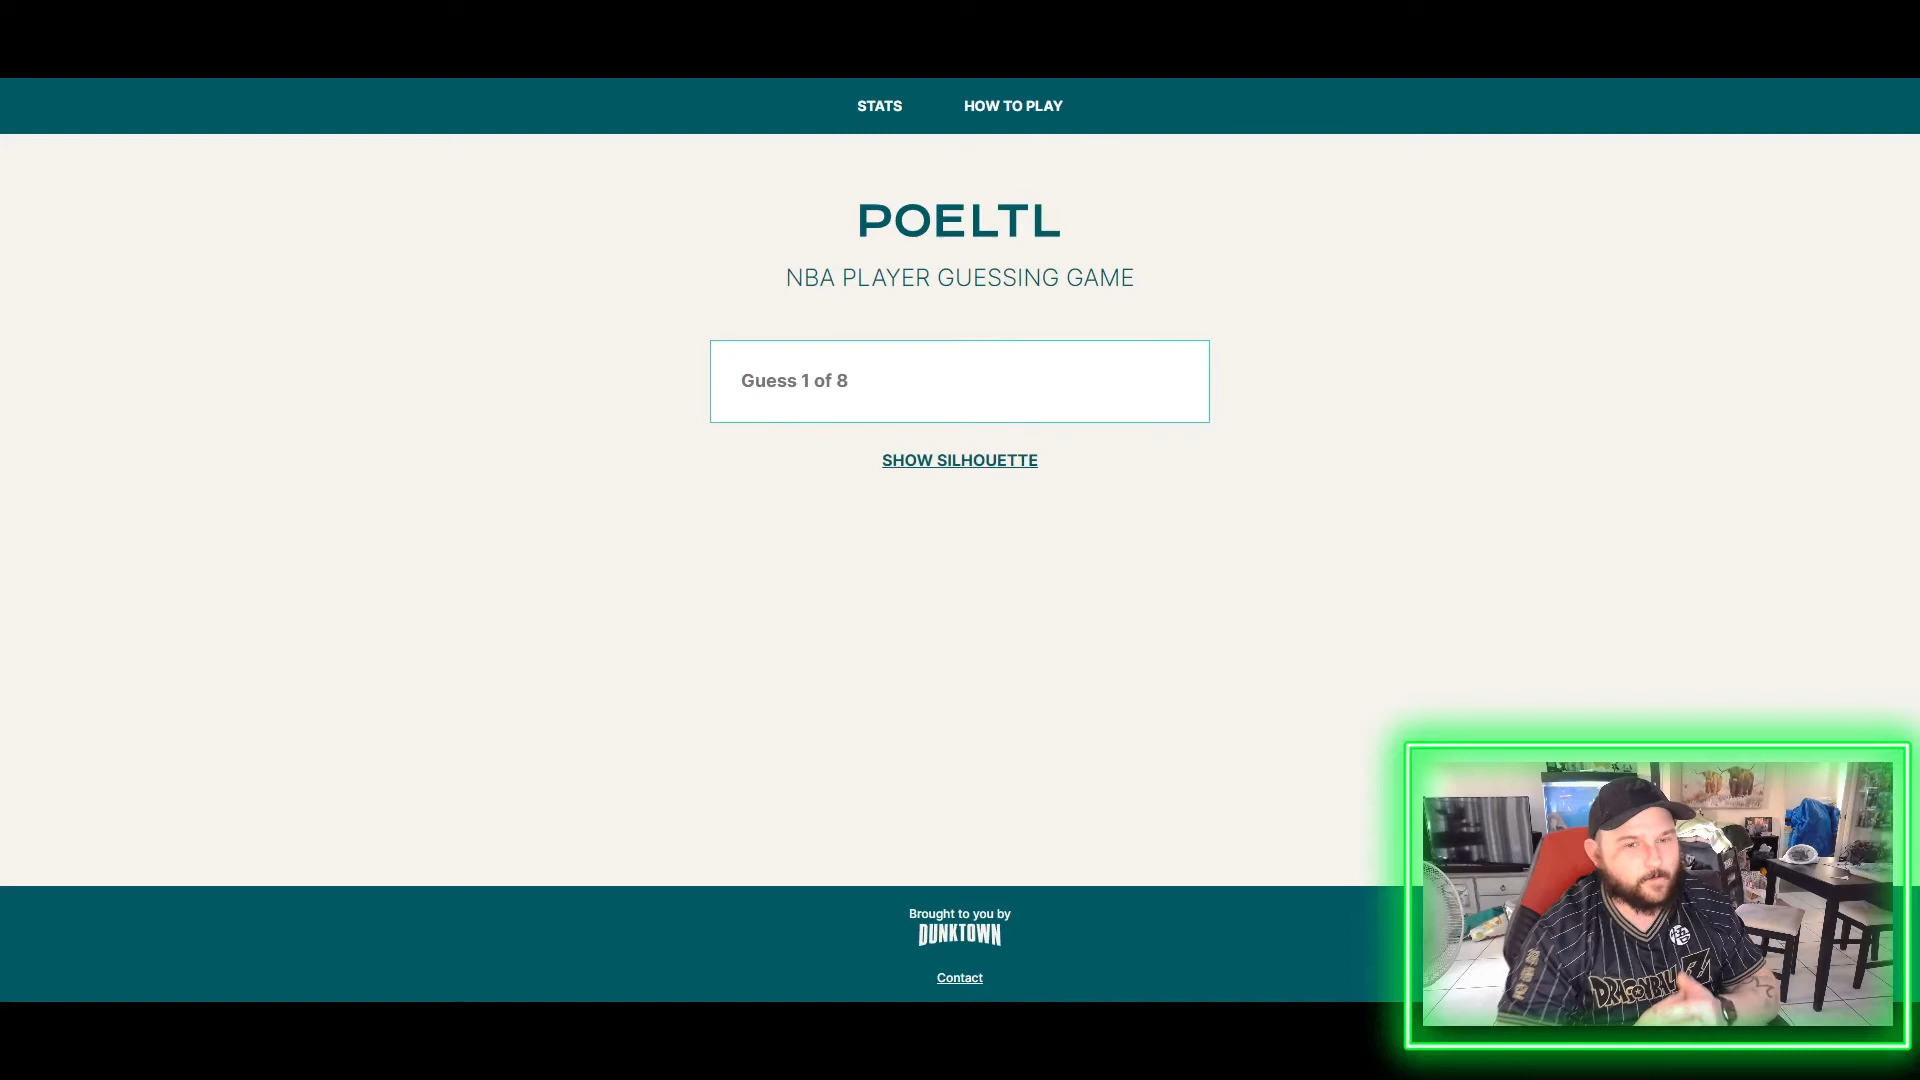 STATS
HOW TO PLAY
POELTL
NBA PLAYER GUESSING GAME
Guess 1 of 8
SHOW SILHOUETTE
Brought to you by
DUNKTOWN
Contact
DRAGONBALL Z